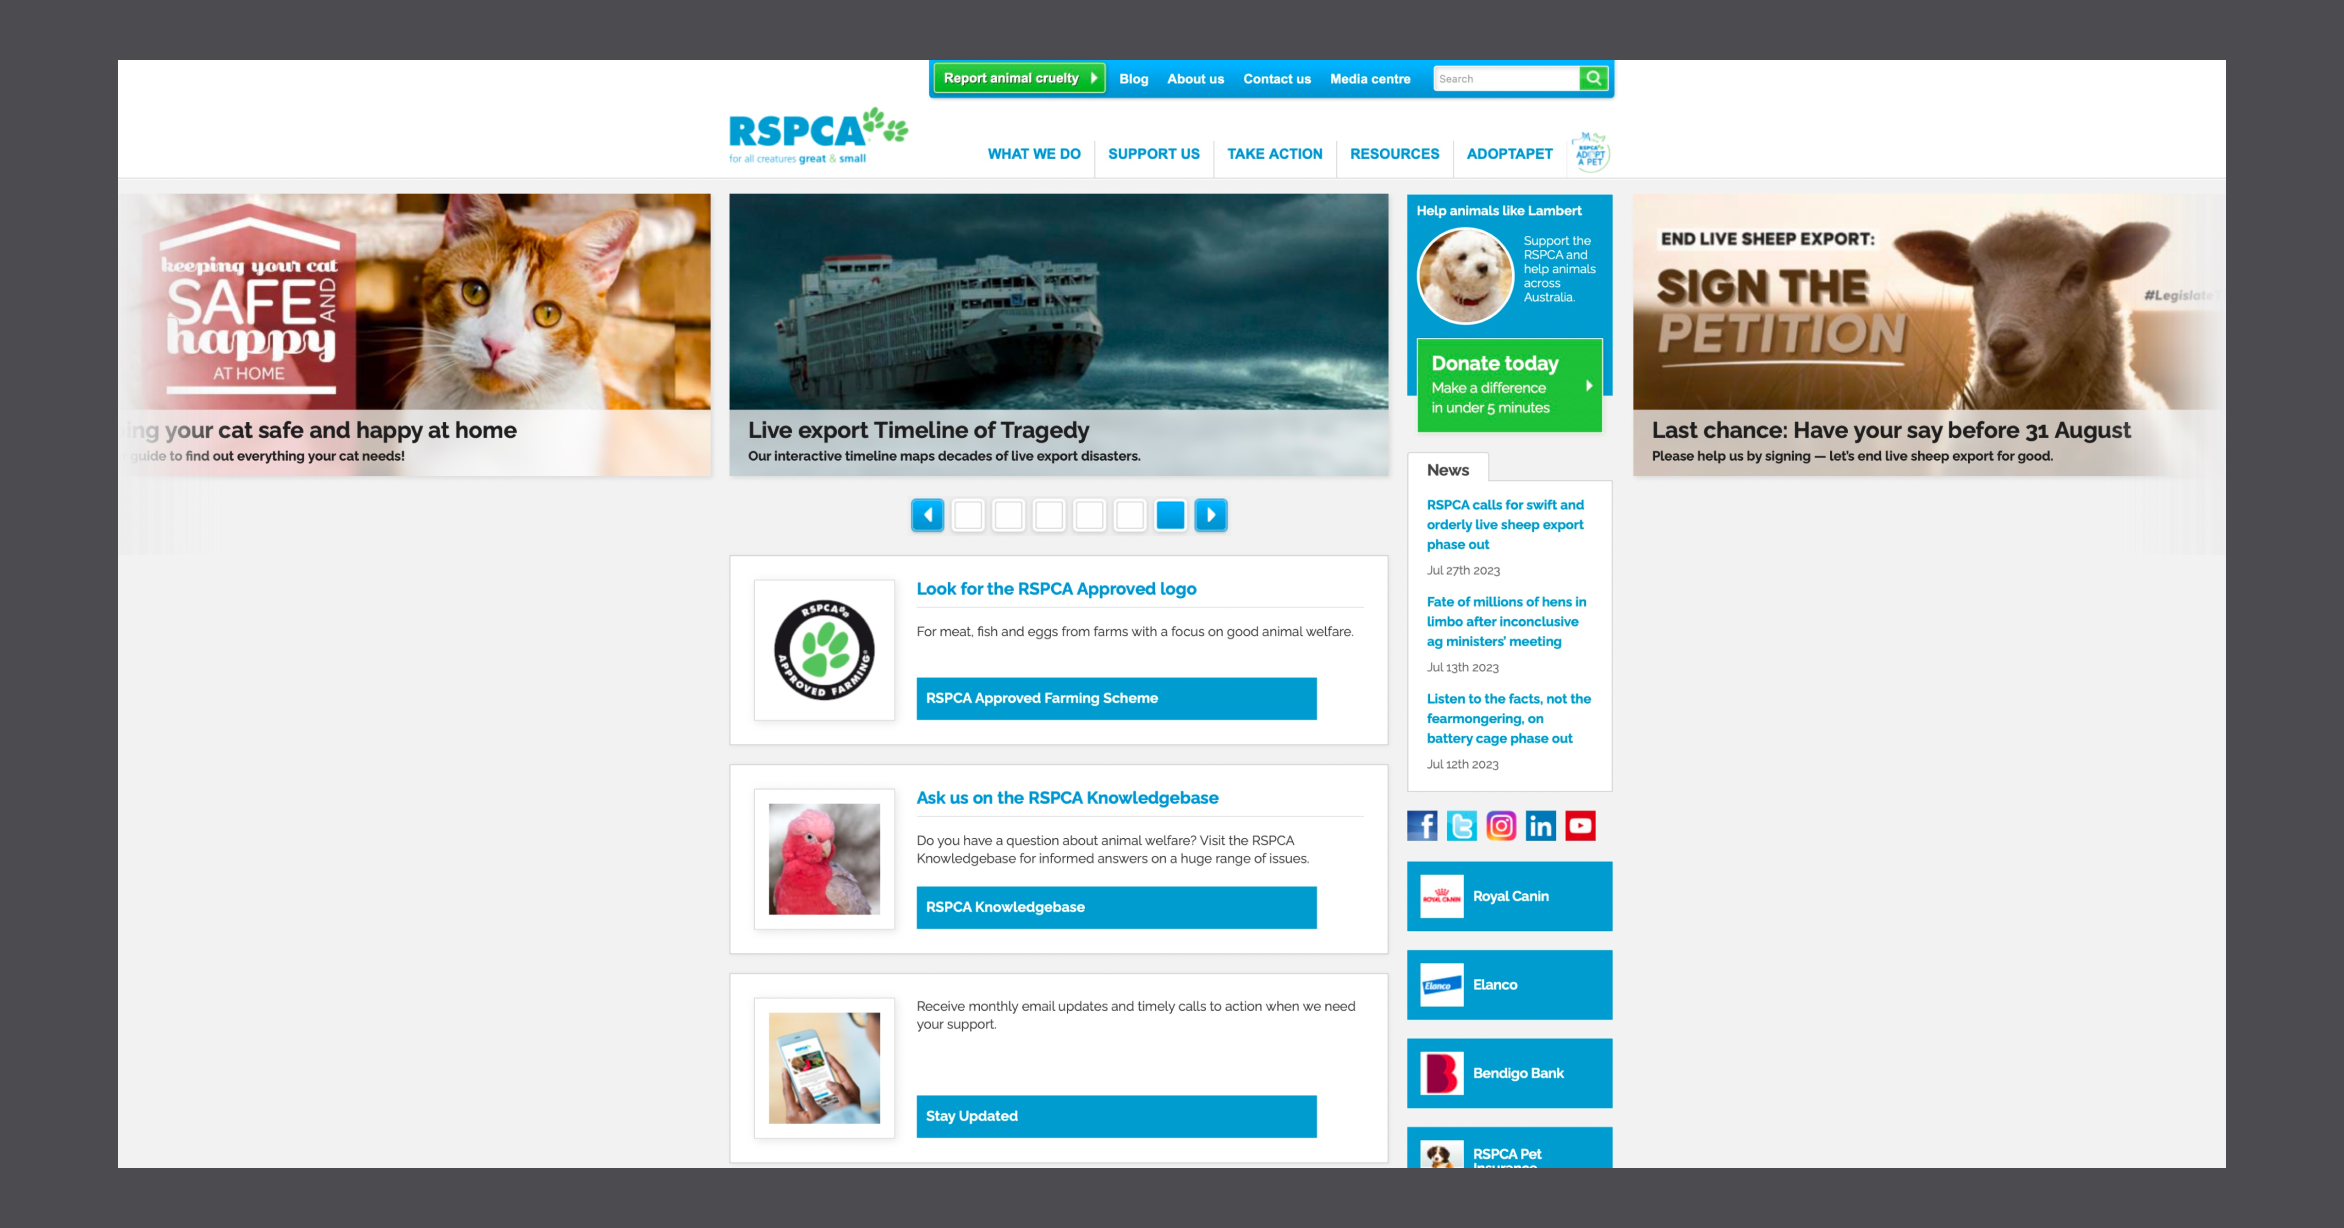 Report animal cruelty
Blog
About us
Contact us
Media centre
Search
RSPCA
for all creatures great & small
WHAT WE DO
SUPPORT US
TAKE ACTION
RESOURCES
ADOPTAPET
RSPCA
ADOPT
A PET
keeping your cat
SAFE AND
happy
AT HOME
ing your cat safe and happy at home
guide to find out everything your cat needs!
Live export Timeline of Tragedy
Our interactive timeline maps decades of live export disasters.
Help animals like Lambert
Support the
RSPCA and
help animals
across
Australia.
Donate today
Make a difference
in under 5 minutes
END LIVE SHEEP EXPORT:
SIGN THE
PETITION
#Legislate
Last chance: Have your say before 31 August
Please help us by signing — let's end live sheep export for good.
News
RSPCA calls for swift and
orderly live sheep export
phase out
Jul 27th 2023
Fate of millions of hens in
limbo after inconclusive
ag ministers' meeting
Jul 13th 2023
Listen to the facts, not the
fearmongering, on
battery cage phase out
Jul 12th 2023
RSPCA
APPROVED FARMING
Look for the RSPCA Approved logo
For meat, fish and eggs from farms with a focus on good animal welfare.
RSPCA Approved Farming Scheme
Ask us on the RSPCA Knowledgebase
Do you have a question about animal welfare? Visit the RSPCA
Knowledgebase for informed answers on a huge range of issues.
RSPCA Knowledgebase
RSPCA
Receive monthly email updates and timely calls to action when we need
your support.
Stay Updated
in
ROYAL CANIN
Royal Canin
Elanco
Elanco
Bendigo Bank
RSPCA Pet
Insurance